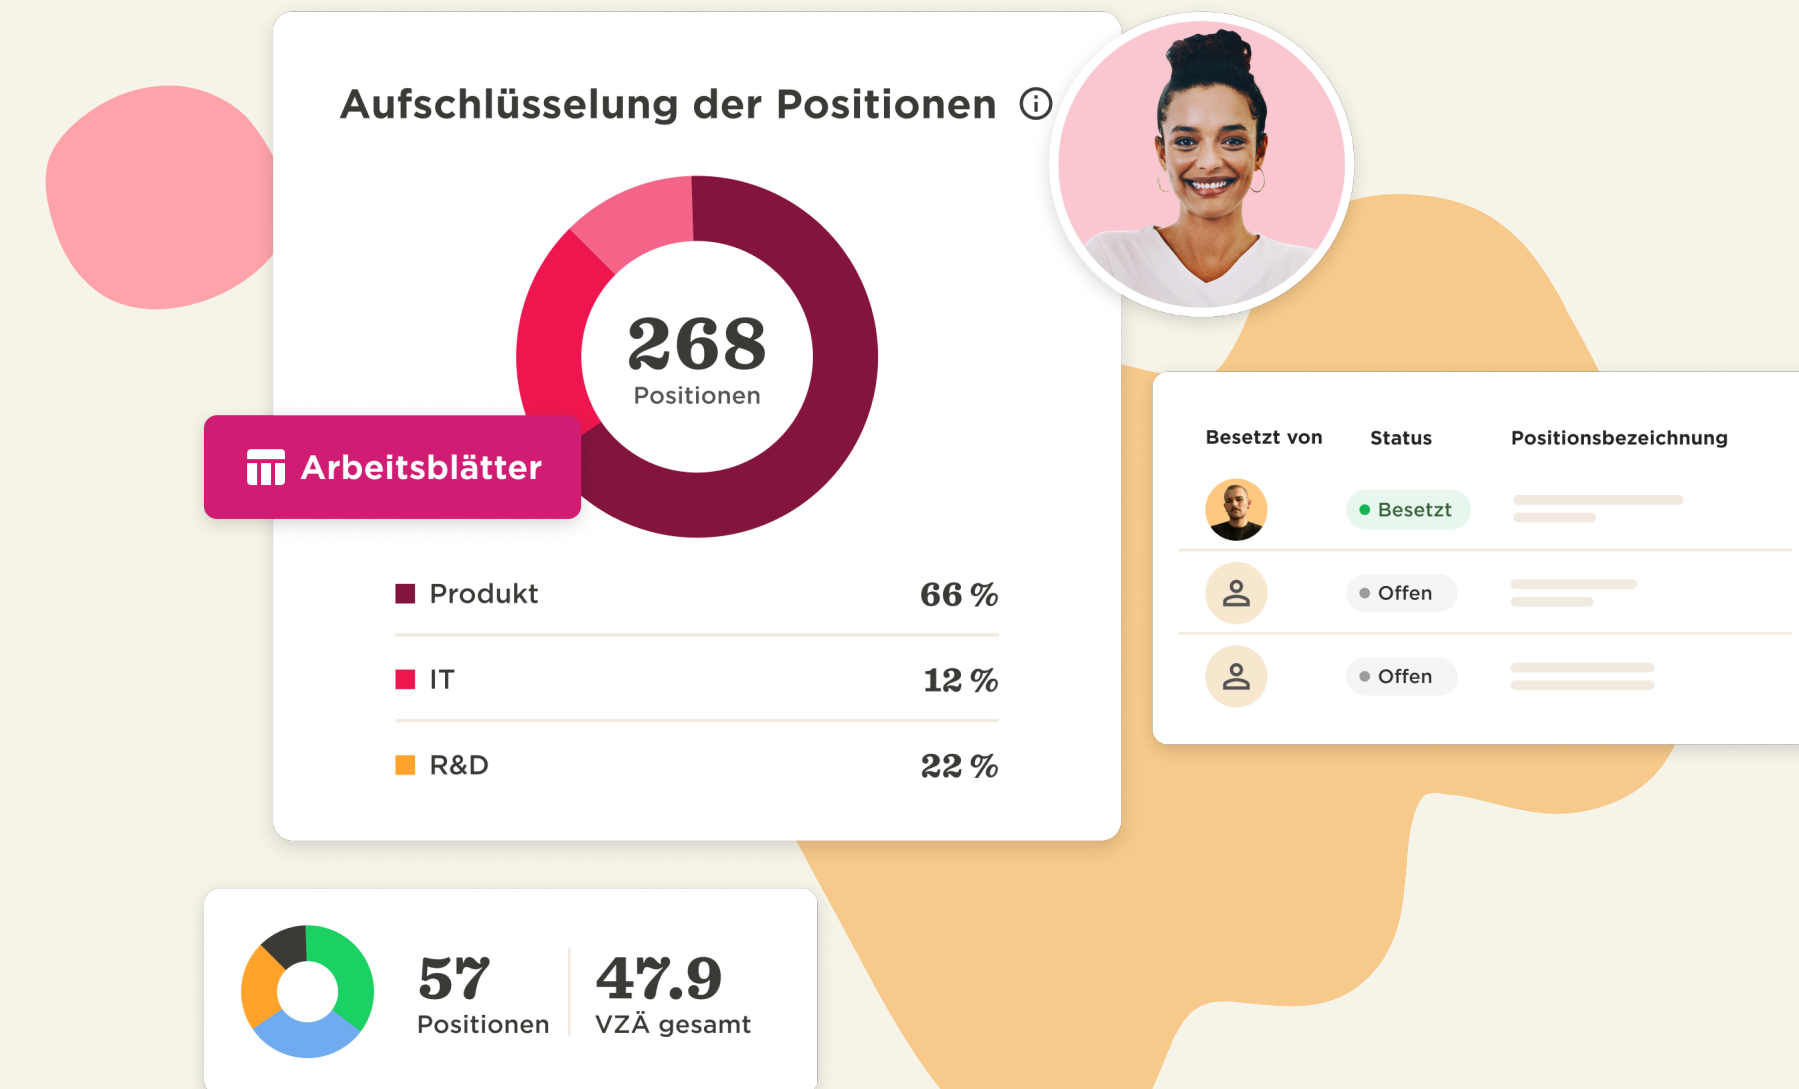 Aufschlüsselung der Positionen
268
Positionen
Arbeitsblätter
Produkt 66 %
IT 12 %
R&D 22 %
Besetzt von Status Positionsbezeichnung
Besetzt
Offen
Offen
57 47.9
Positionen VZÄ gesamt